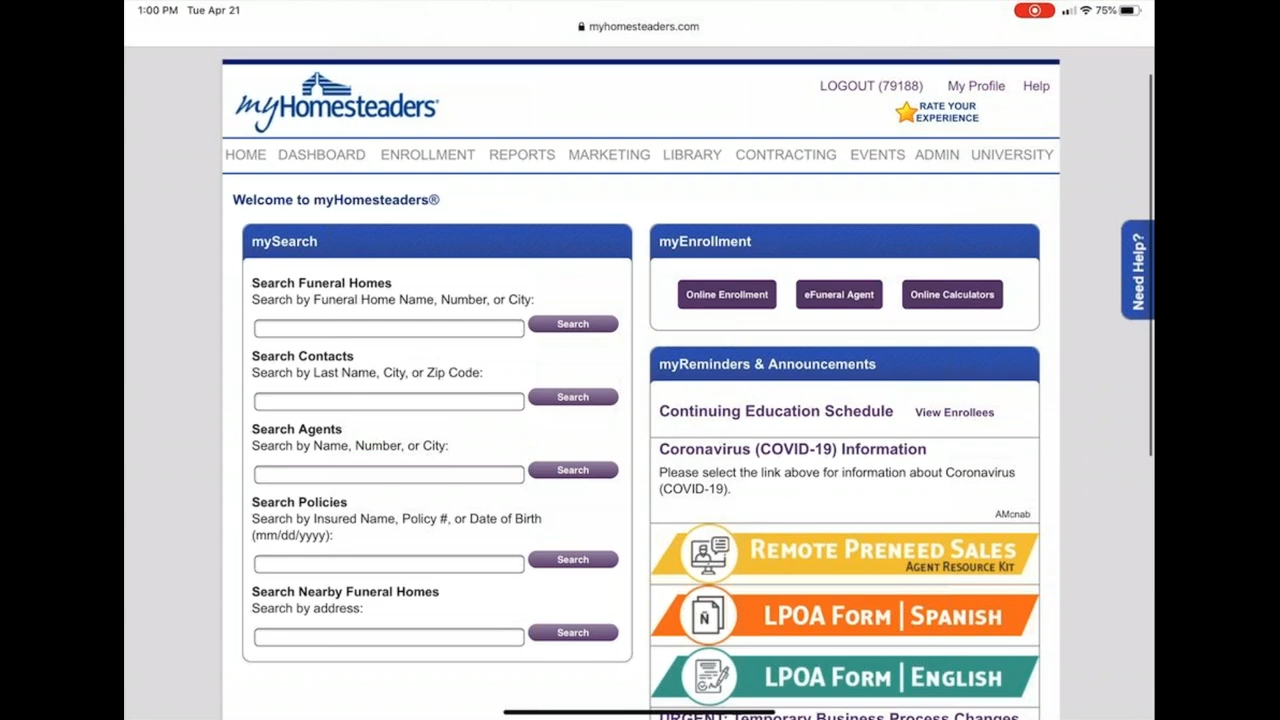 1:00 PM Tue Apr 21
75%
myhomesteaders.com
myHomesteaders®
LOGOUT (79188) My Profile Help
RATE YOUR
EXPERIENCE
HOME DASHBOARD ENROLLMENT REPORTS MARKETING LIBRARY CONTRACTING EVENTS ADMIN UNIVERSITY
Welcome to myHomesteaders®
mySearch
Search Funeral Homes
Search by Funeral Home Name, Number, or City:
Search
Search Contacts
Search by Last Name, City, or Zip Code:
Search
Search Agents
Search by Name, Number, or City:
Search
Search Policies
Search by Insured Name, Policy #, or Date of Birth
(mm/dd/yyyy):
Search
Search Nearby Funeral Homes
Search by address:
Search
myEnrollment
Online Enrollment eFuneral Agent Online Calculators
myReminders & Announcements
Continuing Education Schedule View Enrollees
Coronavirus (COVID-19) Information
Please select the link above for information about Coronavirus
(COVID-19).
AMcnab
REMOTE PRENEED SALES
AGENT RESOURCE KIT
Ñ
LPOA FORM | SPANISH
LPOA FORM | ENGLISH
URGENT: Temporary Business Process Changes
Need Help?